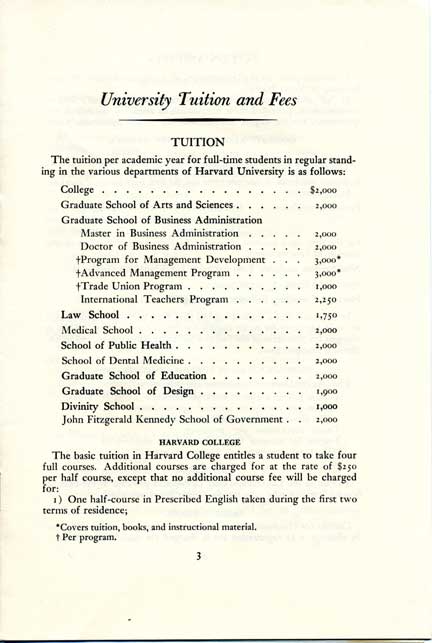 University Tuition and Fees
TUITION
The tuition per academic year for full-time students in regular stand-
ing in the various departments of Harvard University is as follows:
College . . . . . . . . . . . . . . . . . $2,000
Graduate School of Arts and Sciences . . . . . . 2,000
Graduate School of Business Administration
Master in Business Administration . . . . . 2,000
Doctor of Business Administration . . . . . 2,000
†Program for Management Development . . . 3,000*
†Advanced Management Program . . . . . . 3,000*
†Trade Union Program . . . . . . . . . 1,000
International Teachers Program . . . . . . 2,250
Law School . . . . . . . . . . . . . . . 1,750
Medical School . . . . . . . . . . . . . . 2,000
School of Public Health . . . . . . . . . . . 2,000
School of Dental Medicine . . . . . . . . . . 2,000
Graduate School of Education . . . . . . . . 2,000
Graduate School of Design . . . . . . . . . 1,900
Divinity School . . . . . . . . . . . . . . 1,000
John Fitzgerald Kennedy School of Government . . 2,000
HARVARD COLLEGE
The basic tuition in Harvard College entitles a student to take four
full courses. Additional courses are charged for at the rate of $250
per half course, except that no additional course fee will be charged
for:
1) One half-course in Prescribed English taken during the first two
terms of residence;
*Covers tuition, books, and instructional material.
† Per program.
3